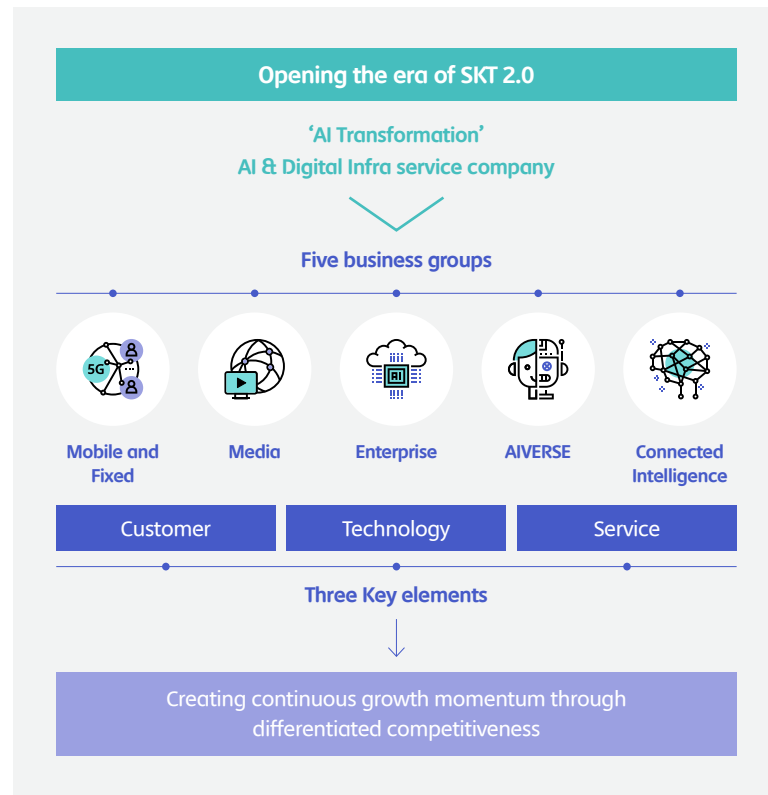 Opening the era of SKT 2.0
‘AI Transformation’
AI & Digital Infra service company
Five business groups
5G
AI
Mobile and
Fixed
Media
Enterprise
AIVERSE
Connected
Intelligence
Customer
Technology
Service
Three Key elements
Creating continuous growth momentum through
differentiated competitiveness